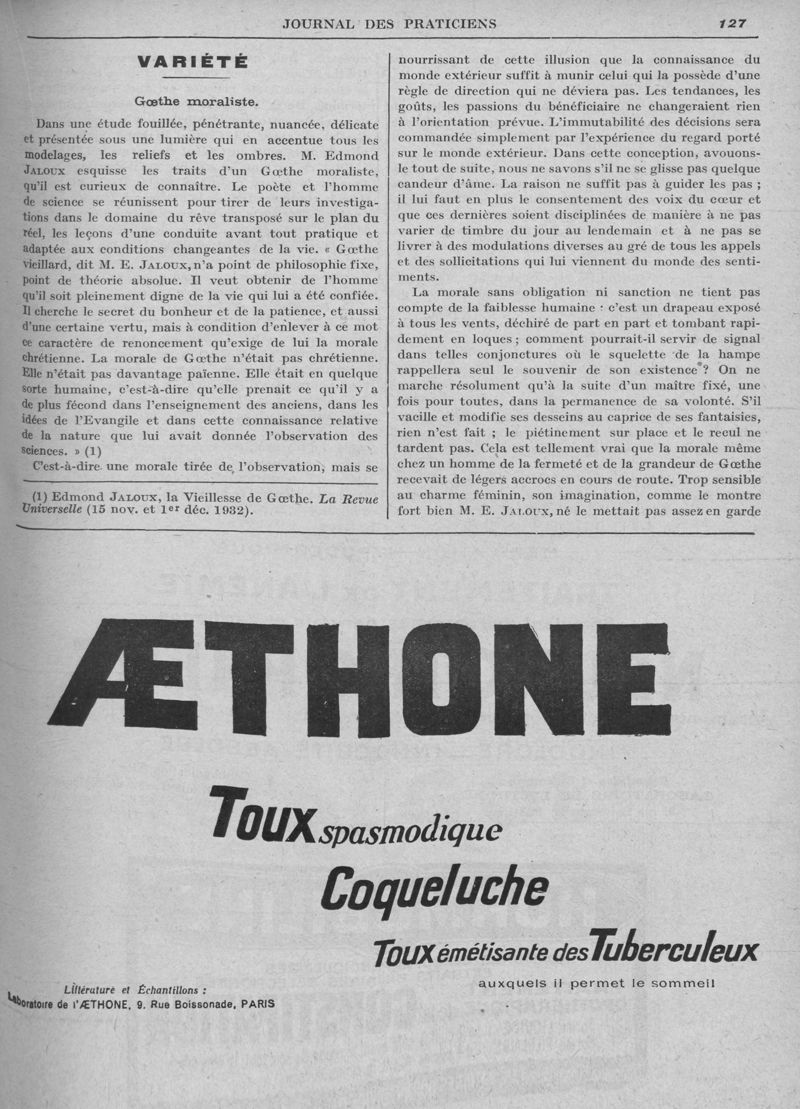 JOURNAL DES PRATICIENS 127
VARIÉTÉ
Gœthe moraliste.
Dans une étude fouillée, pénétrante, nuancée, délicate
et présentée sous une lumière qui en accentue tous les
modelages, les reliefs et les ombres. M. Edmond
JALOUX esquisse les traits d'un Gœthe moraliste,
qu'il est curieux de connaître. Le poète et l'homme
de science se réunissent pour tirer de leurs investiga-
tions dans le domaine du rêve transposé sur le plan du
réel, les leçons d'une conduite avant tout pratique et
adaptée aux conditions changeantes de la vie. « Gœthe
vieillard, dit M. E. JALOUX, n'a point de philosophie fixe,
point de théorie absolue. Il veut obtenir de l'homme
qu'il soit pleinement digne de la vie qui lui a été confiée.
Il cherche le secret du bonheur et de la patience, et aussi
d'une certaine vertu, mais à condition d'enlever à ce mot
ce caractère de renoncement qu'exige de lui la morale
chrétienne. La morale de Gœthe n'était pas chrétienne.
Elle n'était pas davantage païenne. Elle était en quelque
sorte humaine, c'est-à-dire qu'elle prenait ce qu'il y a
de plus fécond dans l'enseignement des anciens, dans les
idées de l'Evangile et dans cette connaissance relative
de la nature que lui avait donnée l'observation des
sciences. » (1)
C'est-à-dire une morale tirée de l'observation, mais se
(1) Edmond JALOUX, la Vieillesse de Gœthe. La Revue
Universelle (15 nov. et 1er déc. 1932).
nourrissant de cette illusion que la connaissance du
monde extérieur suffit à munir celui qui la possède d'une
règle de direction qui ne déviera pas. Les tendances, les
goûts, les passions du bénéficiaire ne changeraient rien
à l'orientation prévue. L'immutabilité des décisions sera
commandée simplement par l'expérience du regard porté
sur le monde extérieur. Dans cette conception, avouons-
le tout de suite, nous ne savons s'il ne se glisse pas quelque
candeur d'âme. La raison ne suffit pas à guider les pas ;
il lui faut en plus le consentement des voix du cœur et
que ces dernières soient disciplinées de manière à ne pas
varier de timbre du jour au lendemain et à ne pas se
livrer à des modulations diverses au gré de tous les appels
et des sollicitations qui lui viennent du monde des senti-
ments.
La morale sans obligation ni sanction ne tient pas
compte de la faiblesse humaine : c'est un drapeau exposé
à tous les vents, déchiré de part en part et tombant rapi-
dement en loques ; comment pourrait-il servir de signal
dans telles conjonctures où le squelette de la hampe
rappellera seul le souvenir de son existence ? On ne
marche résolument qu'à la suite d'un maître fixé, une
fois pour toutes, dans la permanence de sa volonté. S'il
vacille et modifie ses desseins au caprice de ses fantaisies,
rien n'est fait ; le piétinement sur place et le recul ne
tardent pas. Cela est tellement vrai que la morale même
chez un homme de la fermeté et de la grandeur de Gœthe
recevait de légers accrocs en cours de route. Trop sensible
au charme féminin, son imagination, comme le montre
fort bien M. E. JALOUX, né le mettait pas assez en garde
ÆTHONE
Toux spasmodique
Coqueluche
Toux émétisante des Tuberculeux
auxquels il permet le sommeil
Littérature et Échantillons :
Laboratoire de l'ÆTHONE, 9, Rue Boissonade, PARIS